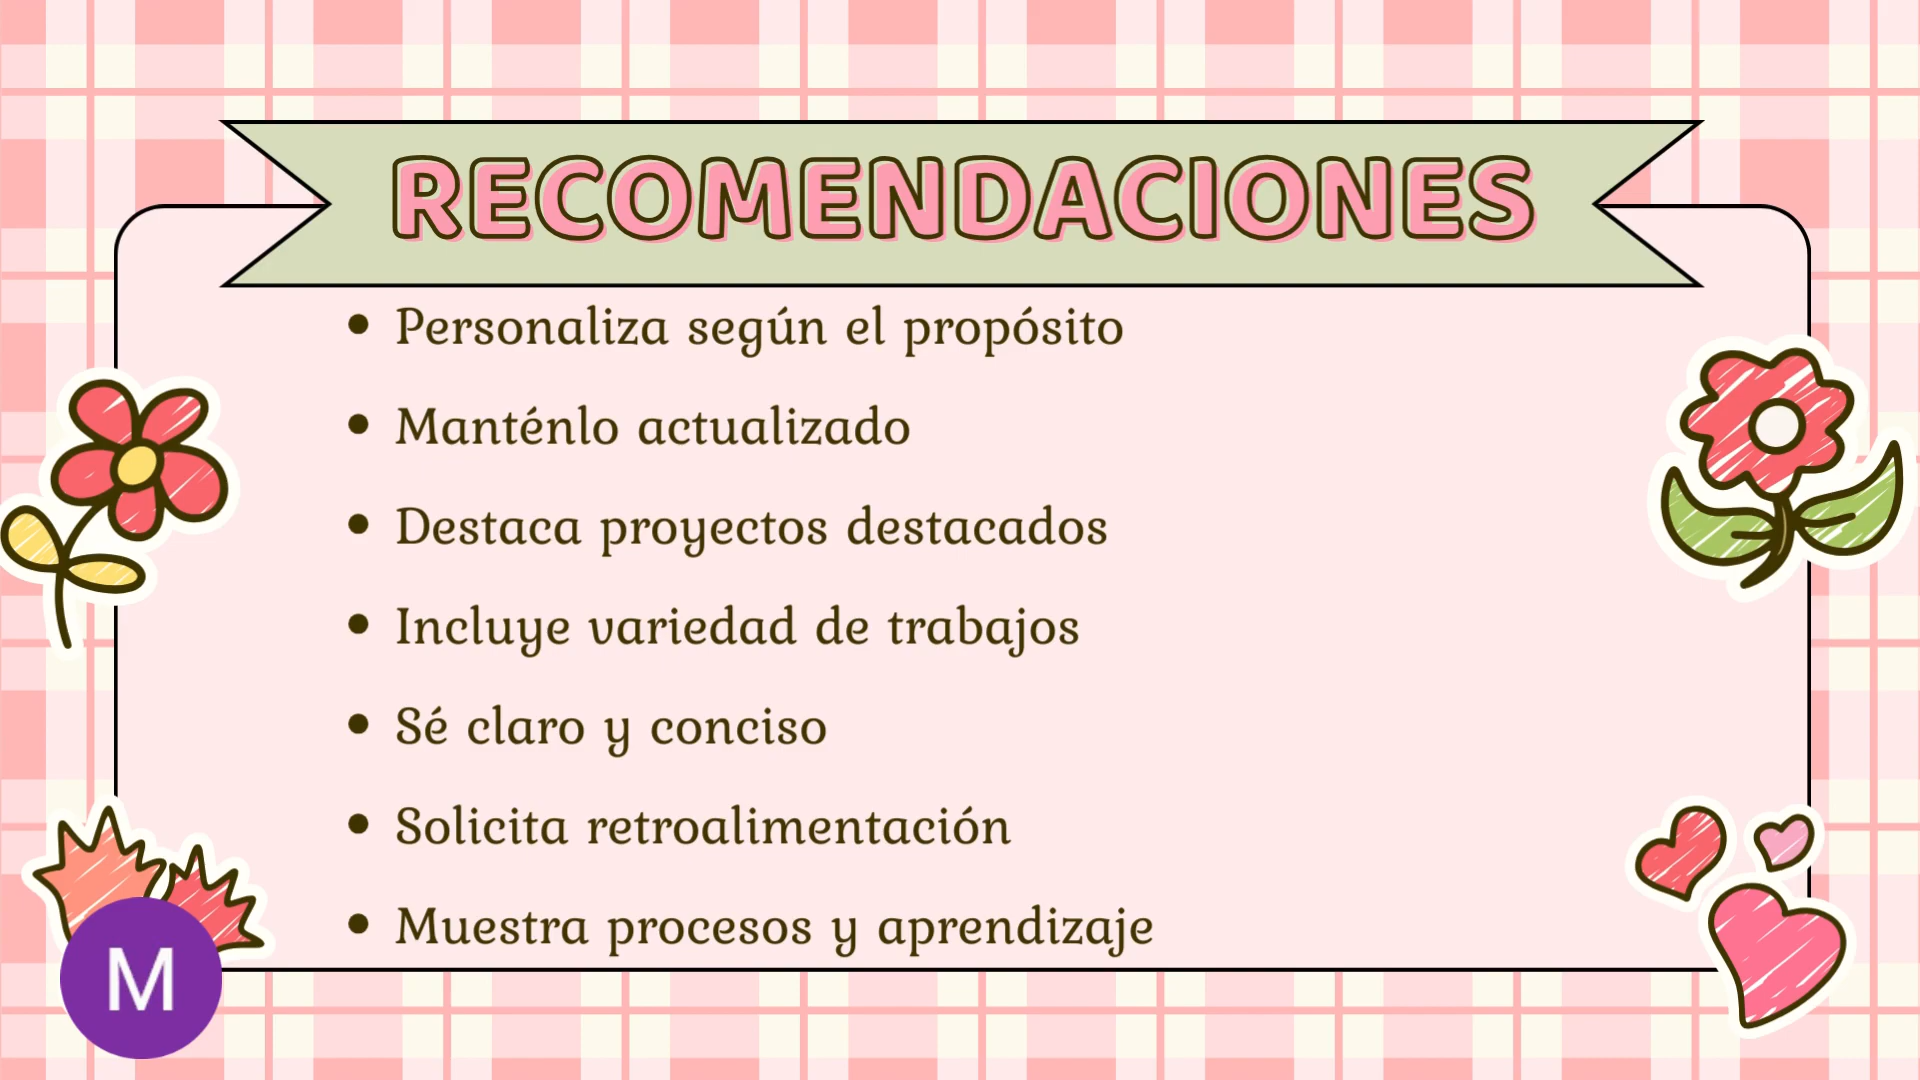 RECOMENDACIONES
• Personaliza según el propósito
• Manténlo actualizado
• Destaca proyectos destacados
• Incluye variedad de trabajos
• Sé claro y conciso
• Solicita retroalimentación
• Muestra procesos y aprendizaje
M